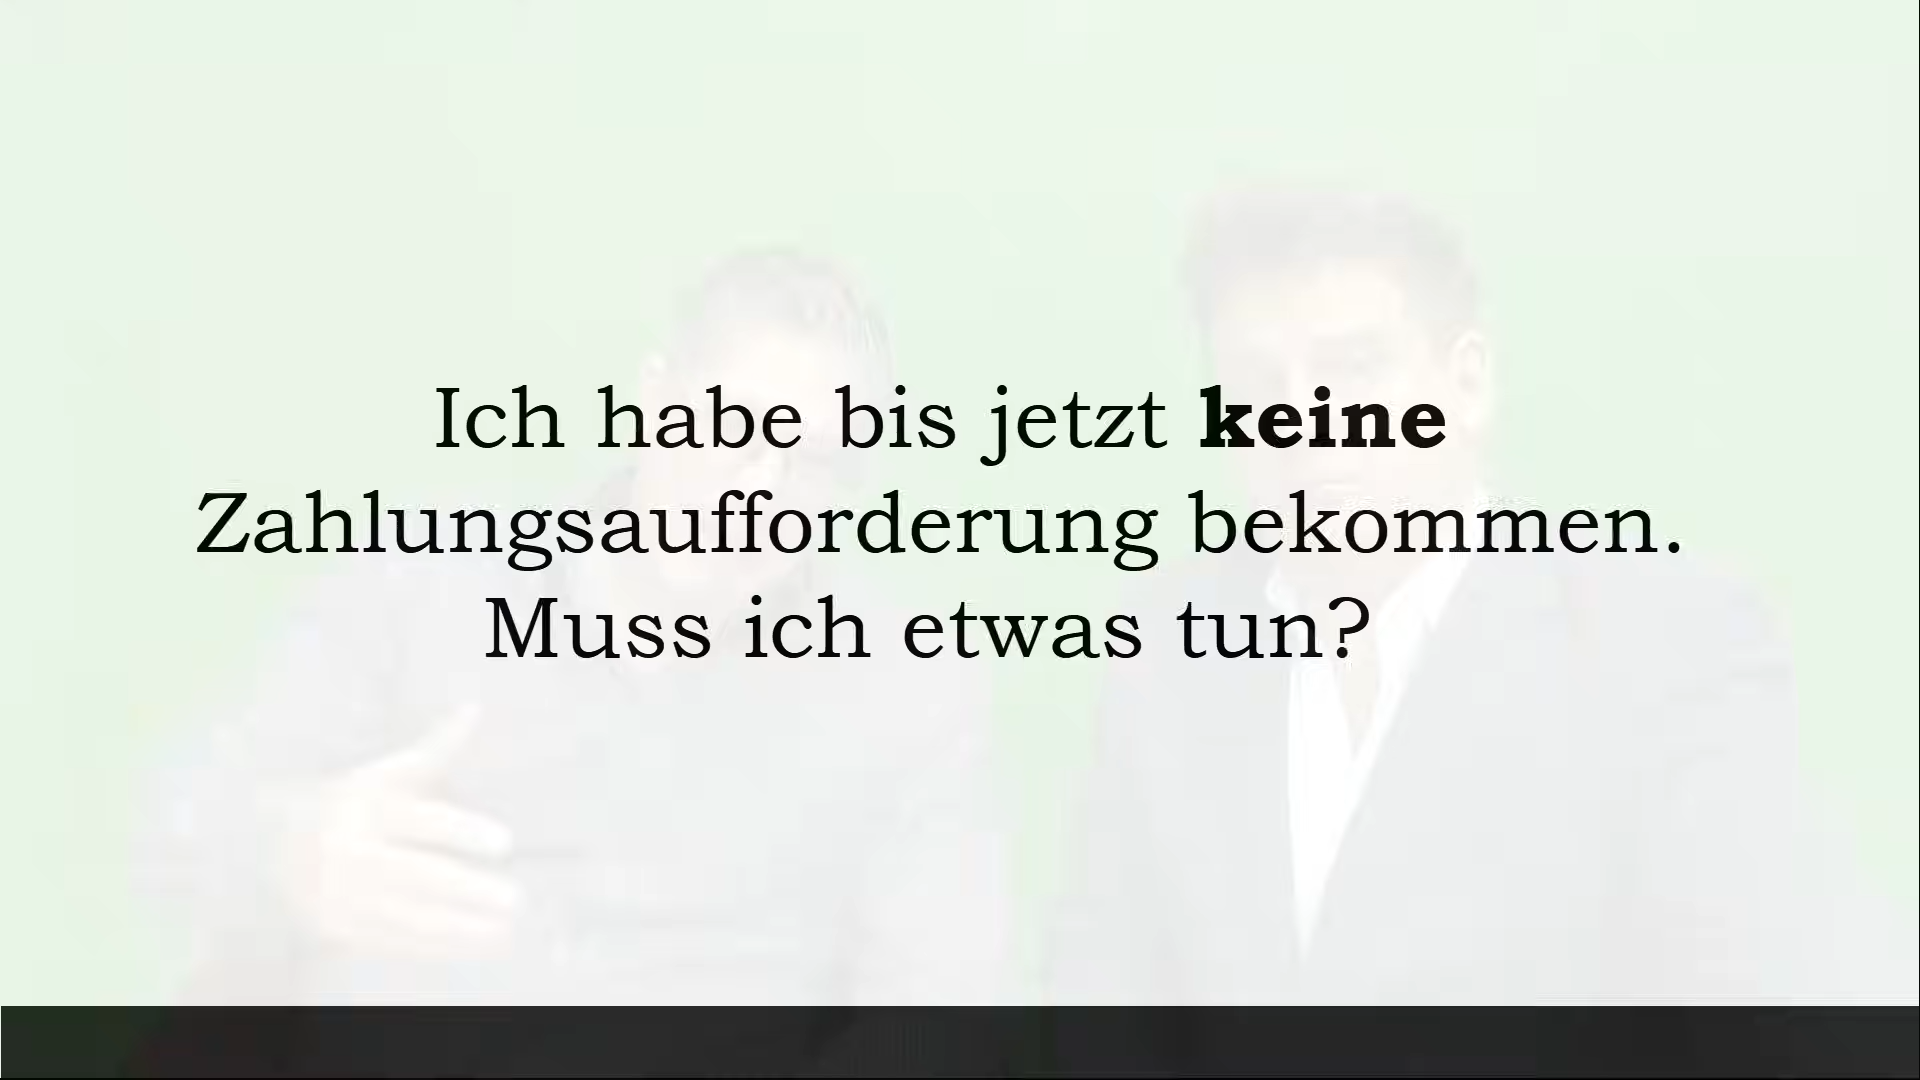 Ich habe bis jetzt keine
Zahlungsaufforderung bekommen.
Muss ich etwas tun?